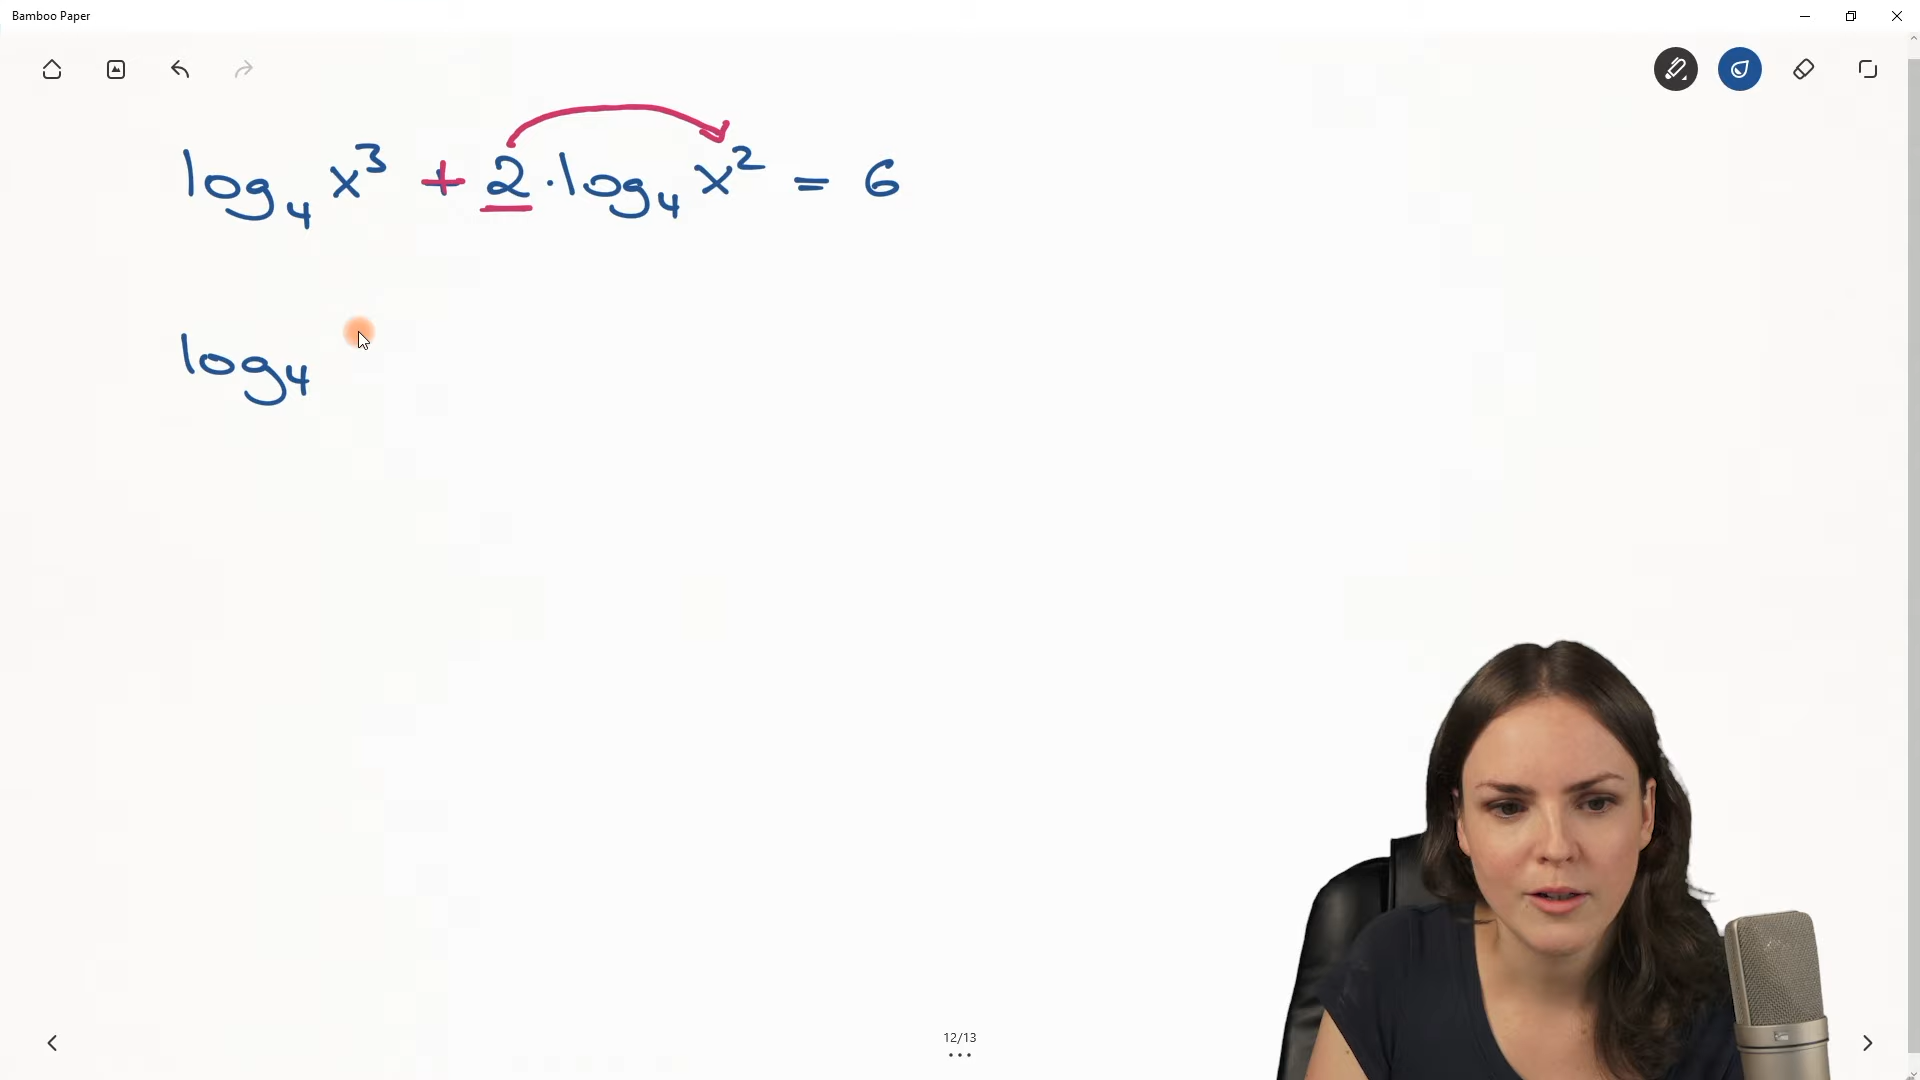 Bamboo Paper
log₄ x³ + 2 · log₄ x² = 6
log₄
12/13